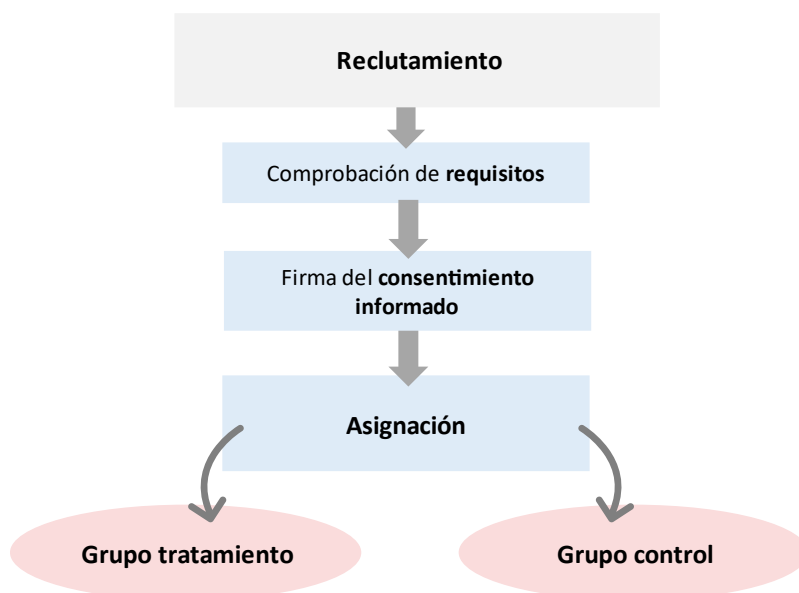 Reclutamiento
Comprobación de requisitos
Firma del consentimiento
informado
Asignación
Grupo tratamiento
Grupo control